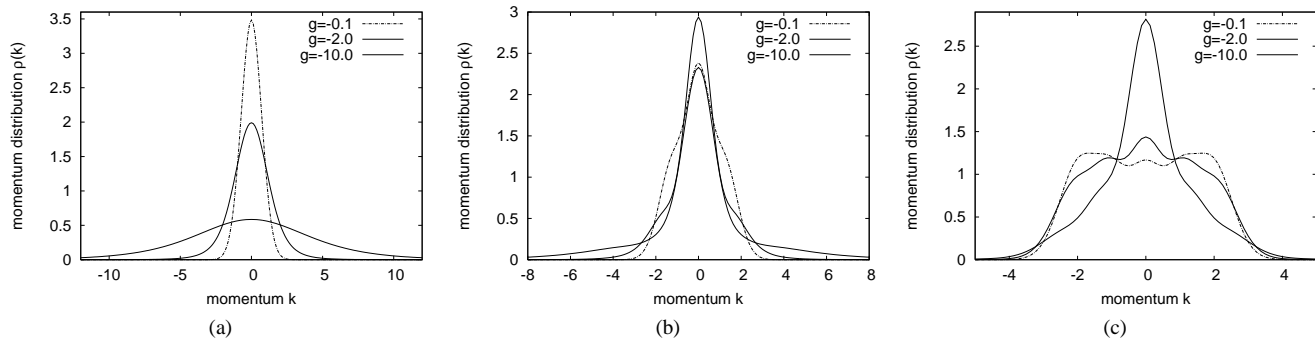 3.5
3
2.5
2
1.5
1
0.5
0
-10
-5
0
5
10
momentum distribution ρ(k)
momentum k
g=-0.1
g=-2.0
g=-10.0
(a)
3
2.5
2
1.5
1
0.5
0
-8
-6
-4
-2
0
2
4
6
8
momentum distribution ρ(k)
momentum k
g=-0.1
g=-2.0
g=-10.0
(b)
2.5
2
1.5
1
0.5
0
-4
-2
0
2
4
momentum distribution ρ(k)
momentum k
g=-0.1
g=-2.0
g=-10.0
(c)